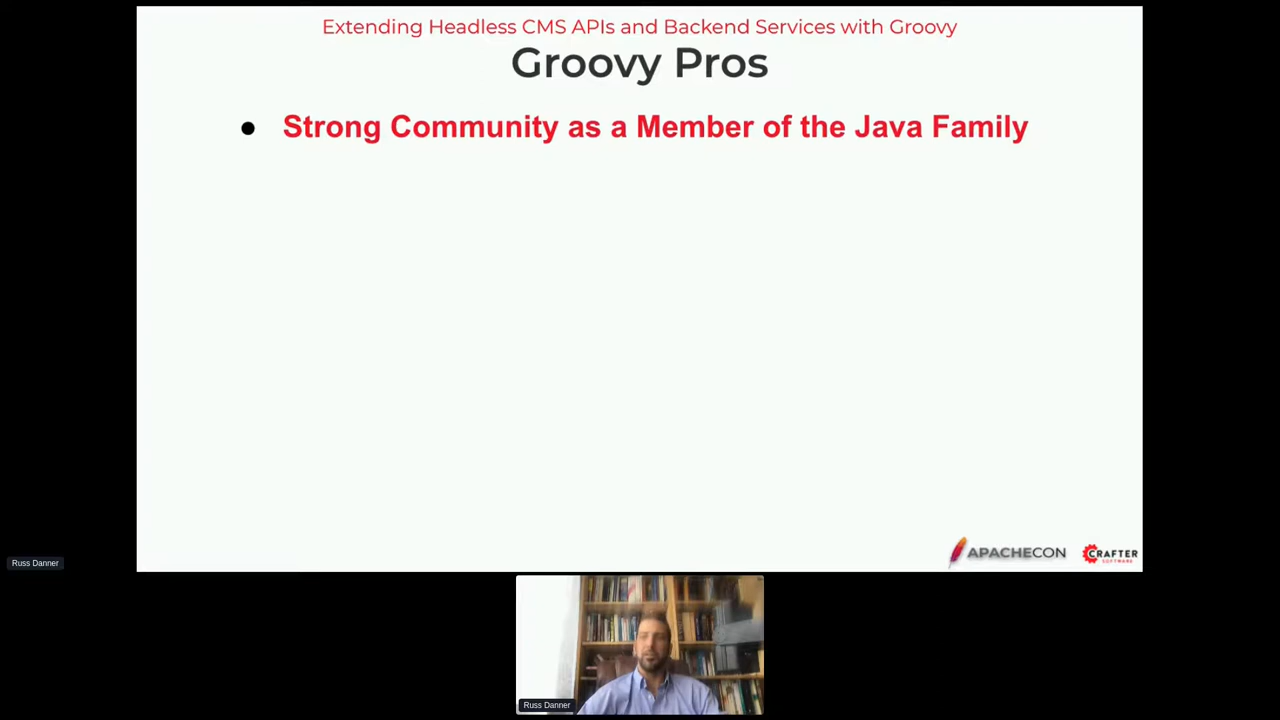 Extending Headless CMS APIs and Backend Services with Groovy
Groovy Pros
● Strong Community as a Member of the Java Family
APACHECON
CRAFTER
SOFTWARE
Russ Danner
Russ Danner